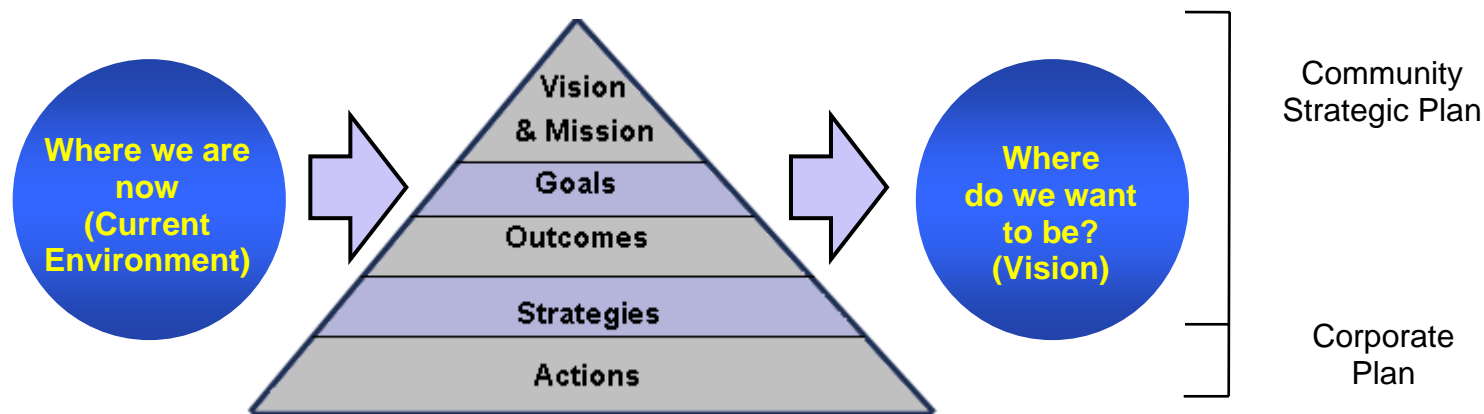 Where we are
now
(Current
Environment)
Vision
& Mission
Goals
Outcomes
Strategies
Actions
Where
do we want
to be?
(Vision)
Community
Strategic Plan
Corporate
Plan